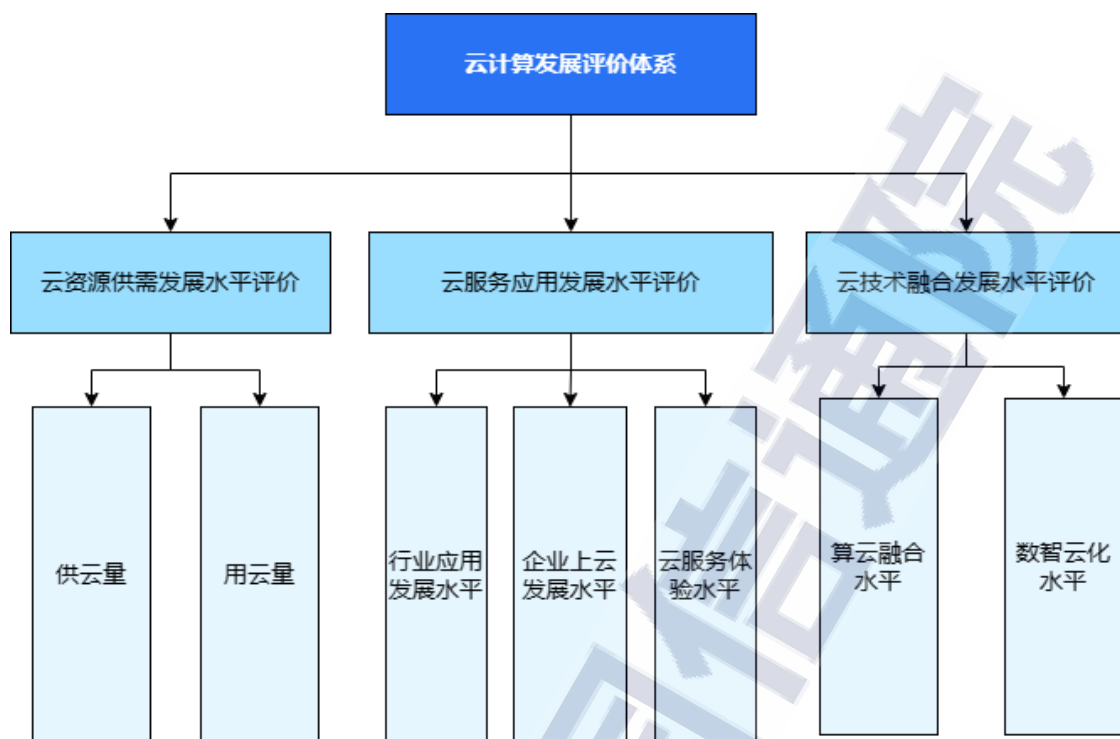 云计算发展评价体系
云资源供需发展水平评价
云服务应用发展水平评价
云技术融合发展水平评价
供云量
用云量
行业应用
发展水平
企业上云
发展水平
云服务体
验水平
算云融合
水平
数智云化
水平
信通院